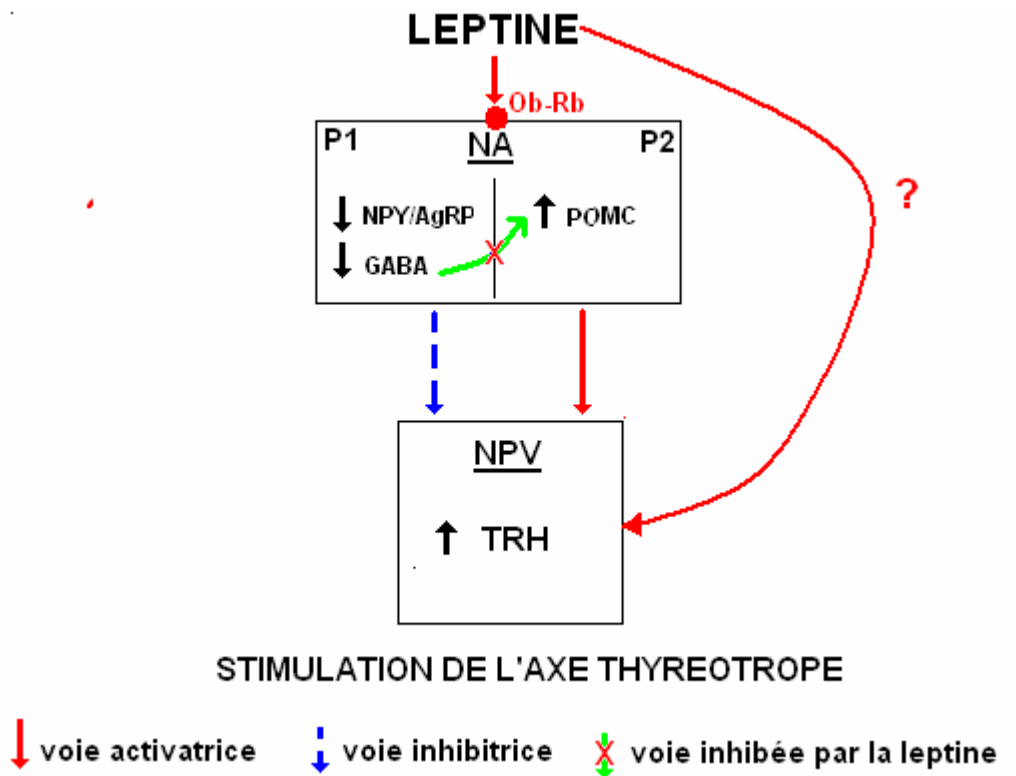 LEPTINE
Ob-Rb
P1 NA P2
NPY/AgRP POMC
GABA
?
NPV
TRH
STIMULATION DE L'AXE THYREOTROPE
voie activatrice voie inhibitrice voie inhibée par la leptine